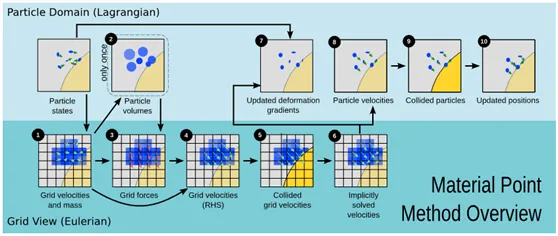 Particle Domain (Lagrangian)
2
only once
7
8
9
10
Particle
states
Particle
volumes
Updated deformation
gradients
Particle velocities
Collided particles
Updated positions
1
3
4
5
6
Grid velocities
and mass
Grid forces
Grid velocities
(RHS)
Collided
grid velocities
Implicitly
solved
velocities
Material Point
Method Overview
Grid View (Eulerian)